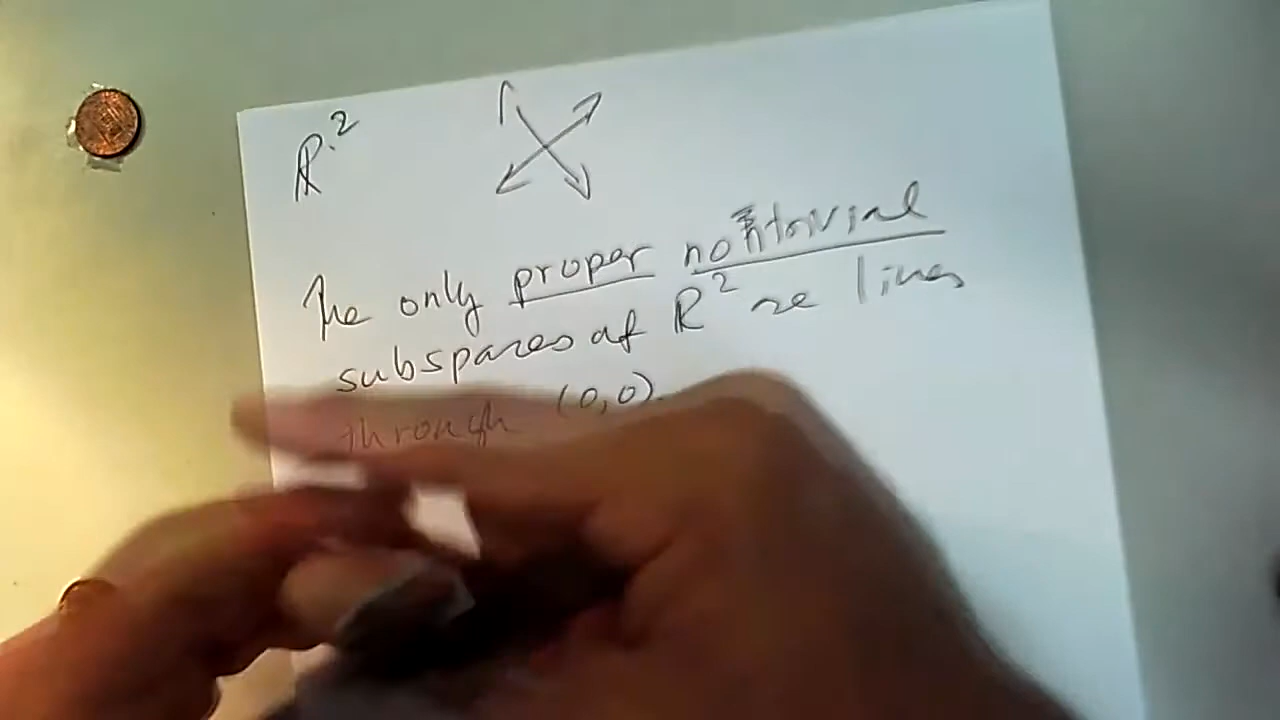 ℝ²
The only proper nontrivial
subspaces of ℝ² are lines
through (0,0).